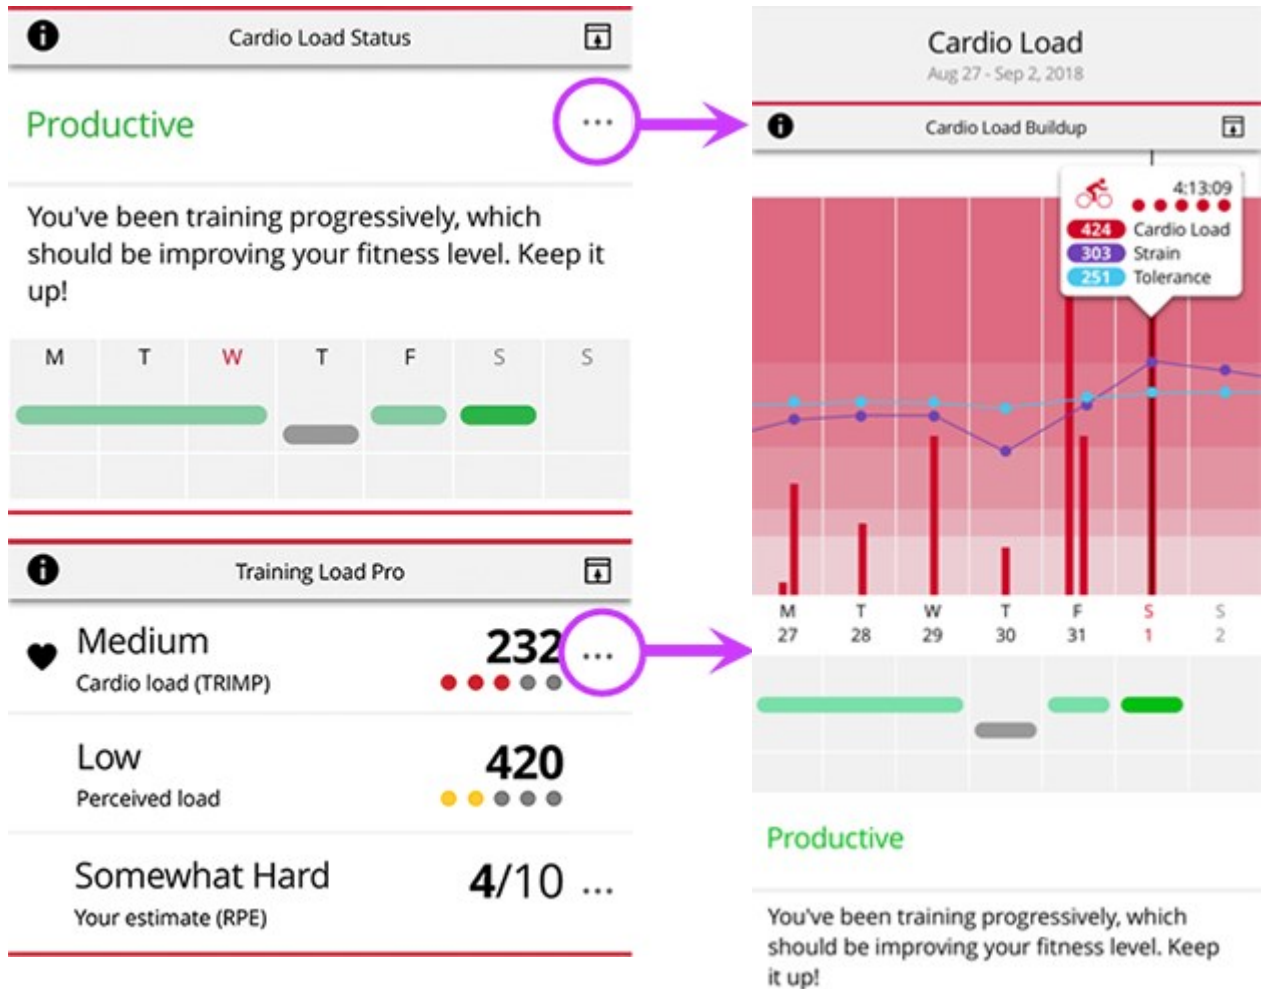 Cardio Load Status
Productive
...
You've been training progressively, which
should be improving your fitness level. Keep it
up!
M T W T F S S
Training Load Pro
Medium 232 ...
Cardio load (TRIMP)
Low 420
Perceived load
Somewhat Hard 4/10 ...
Your estimate (RPE)
Cardio Load
Aug 27 - Sep 2, 2018
Cardio Load Buildup
4:13:09
424 Cardio Load
303 Strain
251 Tolerance
M T W T F S S
27 28 29 30 31 1 2
Productive
You've been training progressively, which
should be improving your fitness level. Keep
it up!